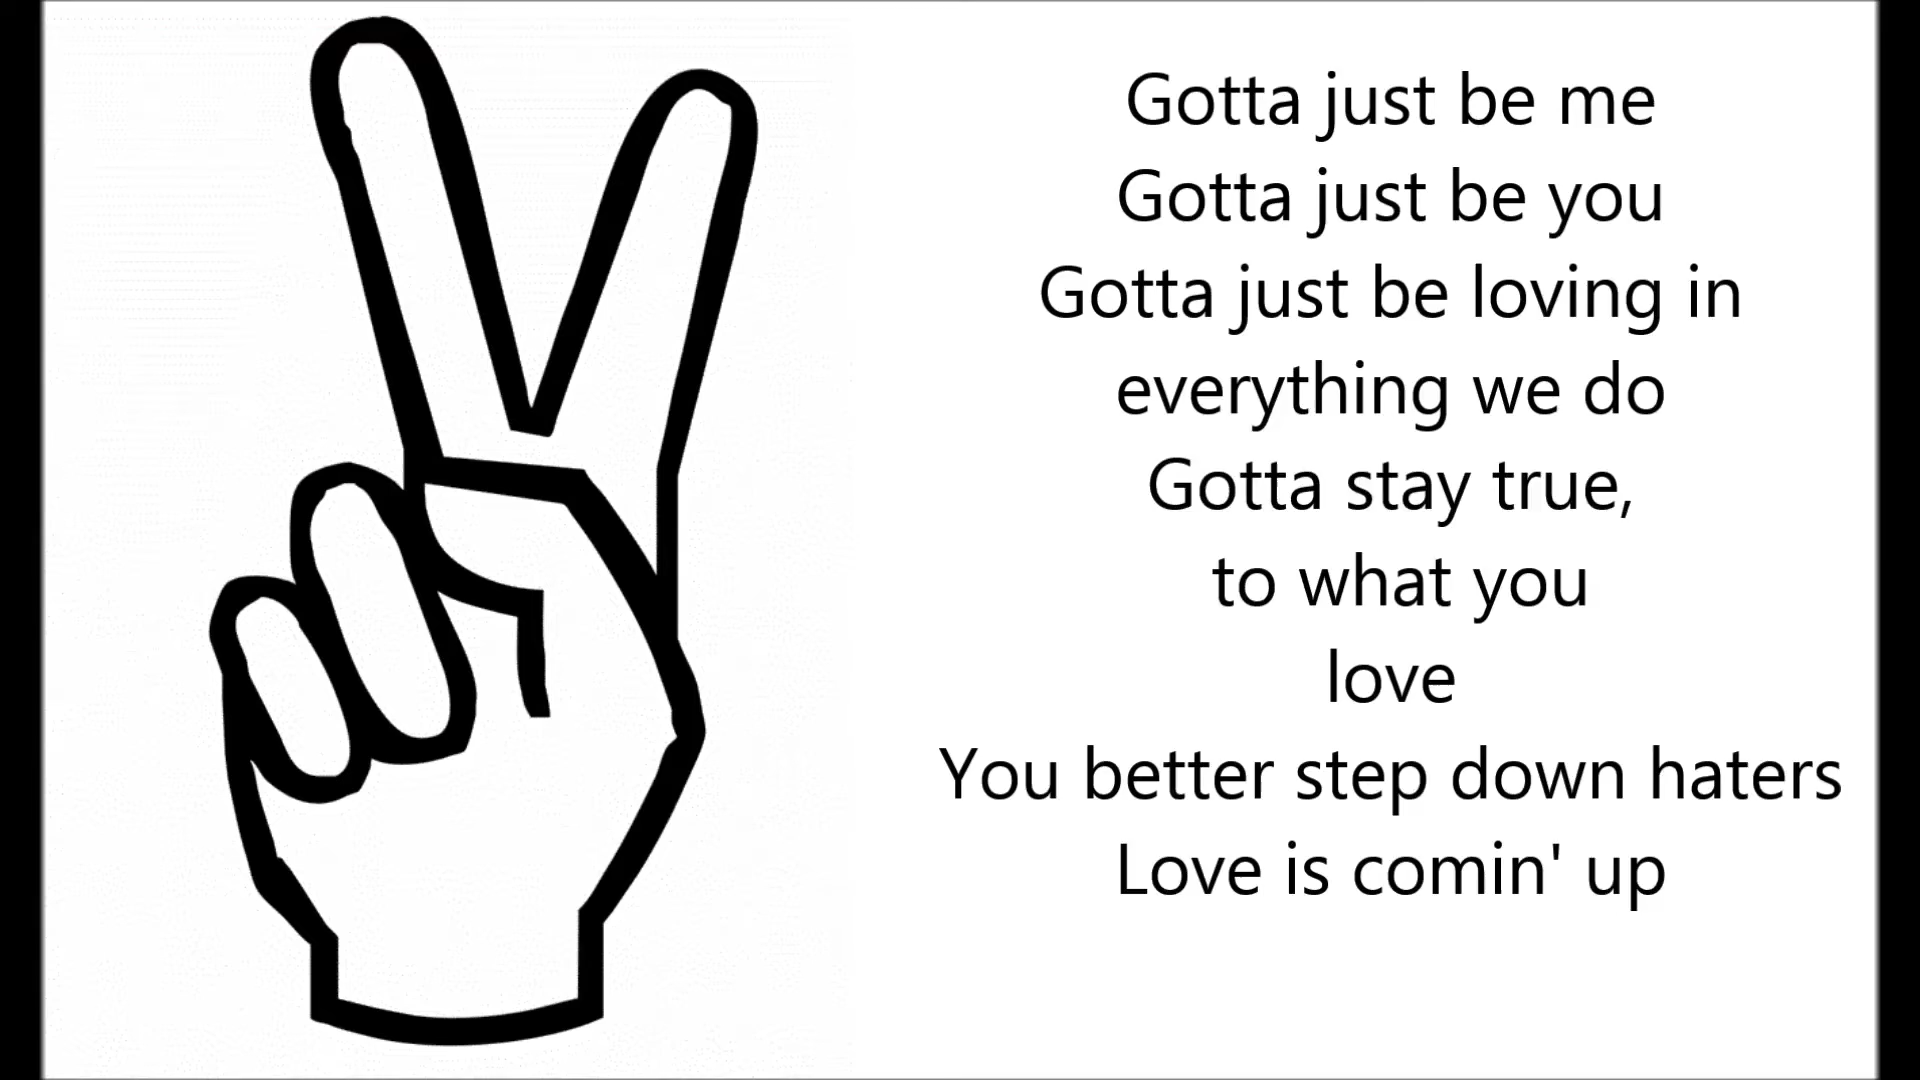 Gotta just be me
Gotta just be you
Gotta just be loving in
everything we do
Gotta stay true,
to what you
love
You better step down haters
Love is comin' up